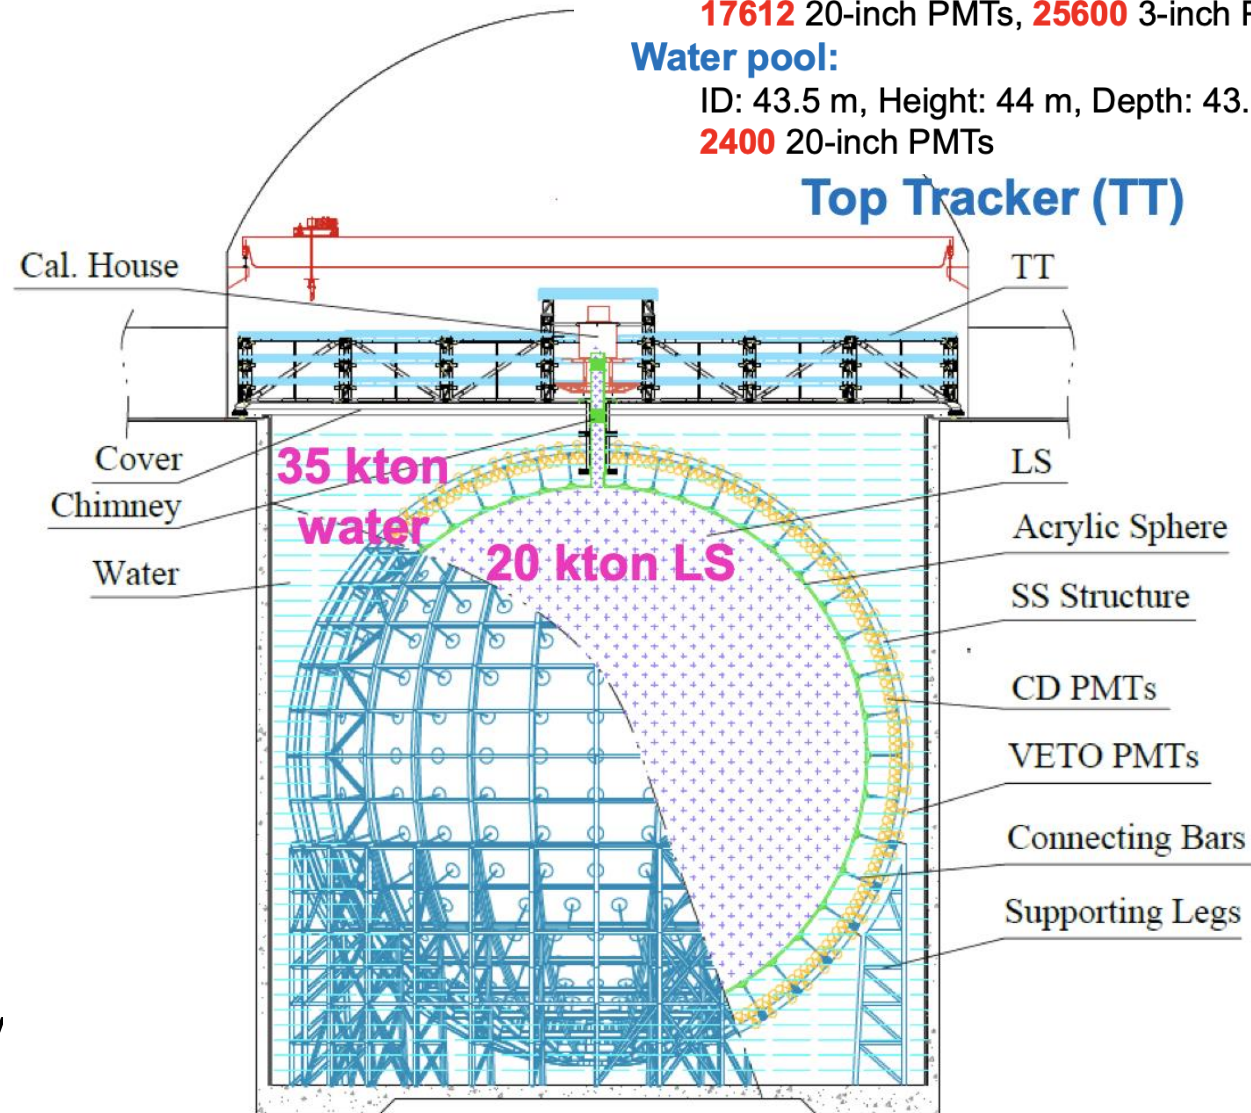 17612 20-inch PMTs, 25600 3-inch
Water pool:
ID: 43.5 m, Height: 44 m, Depth: 43.
2400 20-inch PMTs
Top Tracker (TT)
Cal. House
TT
Cover
35 kton
water
LS
Chimney
Acrylic Sphere
20 kton LS
Water
SS Structure
CD PMTs
VETO PMTs
Connecting Bars
Supporting Legs